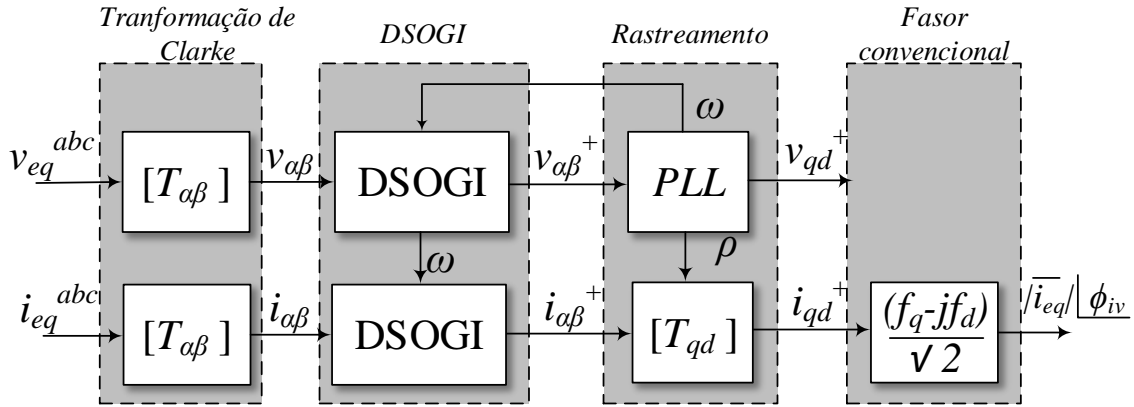 Tranformação de
Clarke
DSOGI
Rastreamento
Fasor
convencional
ω
v_eq^abc
[T_αβ]
v_αβ
DSOGI
v_αβ^+
PLL
v_qd^+
ω
ρ
i_eq^abc
[T_αβ]
i_αβ
DSOGI
i_αβ^+
[T_qd]
i_qd^+
(f_q-jf_d)
√2
/i̅_e̅q̅/ ϕ_iv